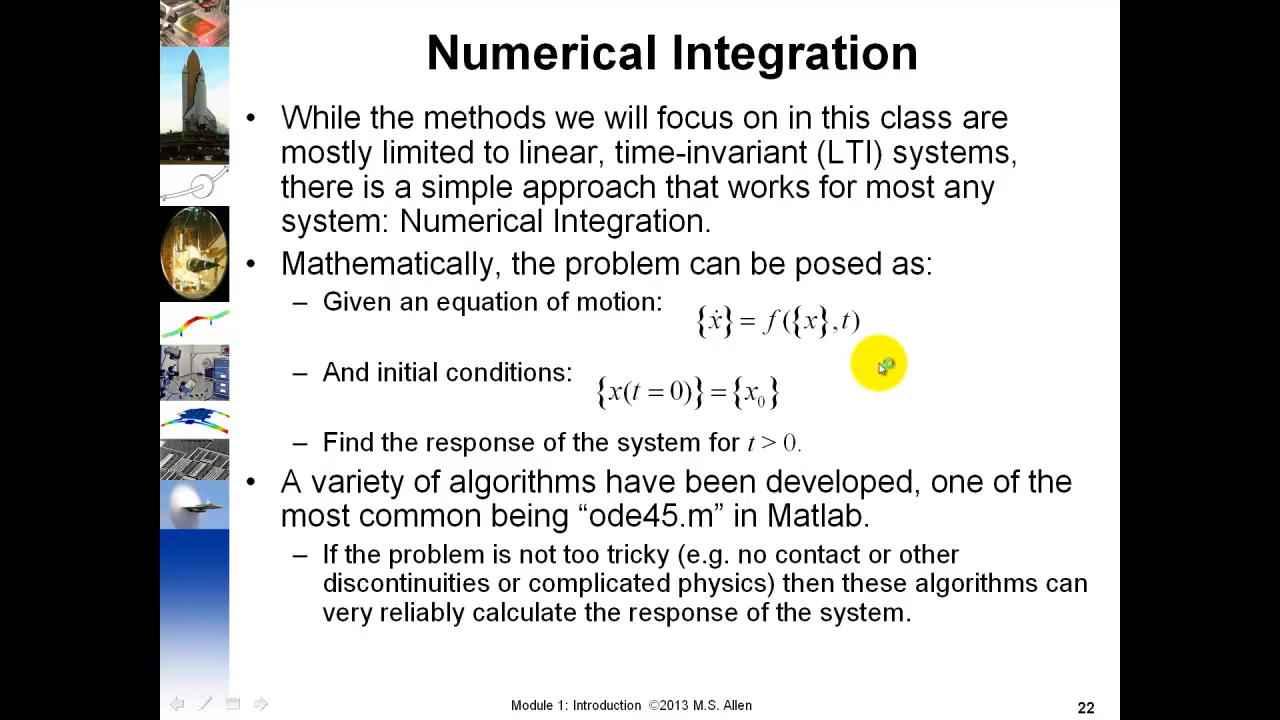 Numerical Integration
• While the methods we will focus on in this class are
mostly limited to linear, time-invariant (LTI) systems,
there is a simple approach that works for most any
system: Numerical Integration.
• Mathematically, the problem can be posed as:
– Given an equation of motion: {ẋ} = f({x},t)
– And initial conditions: {x(t = 0)} = {x₀}
– Find the response of the system for t > 0.
• A variety of algorithms have been developed, one of the
most common being “ode45.m” in Matlab.
– If the problem is not too tricky (e.g. no contact or other
discontinuities or complicated physics) then these algorithms can
very reliably calculate the response of the system.
Module 1: Introduction ©2013 M.S. Allen
22